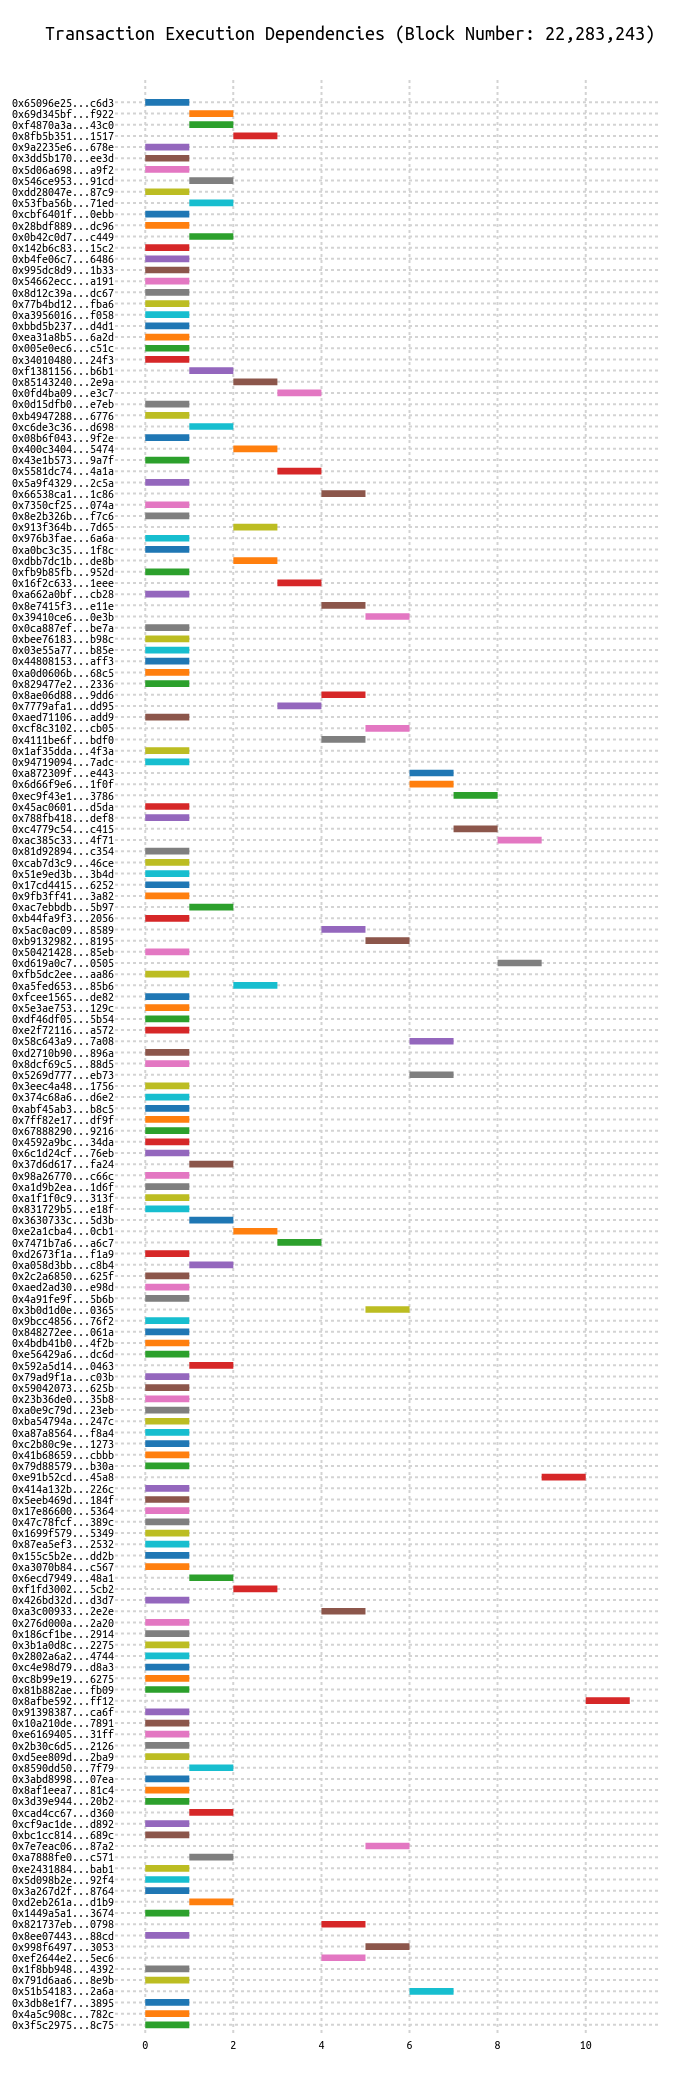 Transaction Execution Dependencies (Block Number: 22,283,243)
0x65096e25...c6d3
0x69d345bf...f922
0xf4870a3a...43c0
0x8fb5b351...1517
0x9a2235e6...678e
0x3dd5b170...ee3d
0x5d06a698...a9f2
0x546ce953...91cd
0xdd28047e...87c9
0x53fba56b...71ed
0xcbf6401f...0ebb
0x28bdf889...dc96
0x0b42c0d7...c449
0x142b6c83...15c2
0xb4fe06c7...6486
0x995dc8d9...1b33
0x54662ecc...a191
0x8d12c39a...dc67
0x77b4bd12...fba6
0xa3956016...f058
0xbbd5b237...d4d1
0xea31a8b5...6a2d
0x005e0ec6...c51c
0x34010480...24f3
0xf1381156...b6b1
0x85143240...2e9a
0x0fd4ba09...e3c7
0x0d15dfb0...e7eb
0xb4947288...6776
0xc6de3c36...d698
0x08b6f043...9f2e
0x400c3404...5474
0x43e1b573...9a7f
0x5581dc74...4a1a
0x5a9f4329...2c5a
0x66538ca1...1c86
0x7350cf25...074a
0x8e2b326b...f7c6
0x913f364b...7d65
0x976b3fae...6a6a
0xa0bc3c35...1f8c
0xdbb7dc1b...de8b
0xfb9b85fb...952d
0x16f2c633...1eee
0xa662a0bf...cb28
0x8e7415f3...e11e
0x39410ce6...0e3b
0x0ca887ef...be7a
0xbee76183...b98c
0x03e55a77...b85e
0x44808153...aff3
0xa0d0606b...68c5
0x829477e2...2336
0x8ae06d88...9dd6
0x7779afa1...dd95
0xaed71106...add9
0xcf8c3102...cb05
0x4111be6f...bdf0
0x1af35dda...4f3a
0x94719094...7adc
0xa872309f...e443
0x6d66f9e6...1f0f
0xec9f43e1...3786
0x45ac0601...d5da
0x788fb418...def8
0xc4779c54...c415
0xac385c33...4f71
0x81d92894...c354
0xcab7d3c9...46ce
0x51e9ed3b...3b4d
0x17cd4415...6252
0x9fb3ff41...3a82
0xac7ebbdb...5b97
0xb44fa9f3...2056
0x5ac0ac09...8589
0xb9132982...8195
0x50421428...85eb
0xd619a0c7...0505
0xfb5dc2ee...aa86
0xa5fed653...85b6
0xfcee1565...de82
0x5e3ae753...129c
0xdf46df05...5b54
0xe2f72116...a572
0x58c643a9...7a08
0xd2710b90...896a
0x8dcf69c5...88d5
0x5269d777...eb73
0x3eec4a48...1756
0x374c68a6...d6e2
0xabf45ab3...b8c5
0x7ff82e17...df9f
0x67888290...9216
0x4592a9bc...34da
0x6c1d24cf...76eb
0x37d6d617...fa24
0x98a26770...c66c
0xa1d9b2ea...1d6f
0xa1f1f0c9...313f
0x831729b5...e18f
0x3630733c...5d3b
0xe2a1cba4...0cb1
0x7471b7a6...a6c7
0xd2673f1a...f1a9
0xa058d3bb...c8b4
0x2c2a6850...625f
0xaed2ad30...e98d
0x4a91fe9f...5b6b
0x3b0d1d0e...0365
0x9bcc4856...76f2
0x848272ee...061a
0x4bdb41b0...4f2b
0xe56429a6...dc6d
0x592a5d14...0463
0x79ad9f1a...c03b
0x59042073...625b
0x23b36de0...35b8
0xa0e9c79d...23eb
0xba54794a...247c
0xa87a8564...f8a4
0xc2b80c9e...1273
0x41b68659...cbbb
0x79d88579...b30a
0xe91b52cd...45a8
0x414a132b...226c
0x5eeb469d...184f
0x17e86600...5364
0x47c78fcf...389c
0x1699f579...5349
0x87ea5ef3...2532
0x155c5b2e...dd2b
0xa3070b84...c567
0x6ecd7949...48a1
0xf1fd3002...5cb2
0x426bd32d...d3d7
0xa3c00933...2e2e
0x276d000a...2a20
0x186cf1be...2914
0x3b1a0d8c...2275
0x2802a6a2...4744
0xc4e98d79...d8a3
0xc8b99e19...6275
0x81b882ae...fb09
0x8afbe592...ff12
0x91398387...ca6f
0x10a210de...7891
0xe6169405...31ff
0x2b30c6d5...2126
0xd5ee809d...2ba9
0x8590dd50...7f79
0x3abd8998...07ea
0x8af1eea7...81c4
0x3d39e944...20b2
0xcad4cc67...d360
0xcf9ac1de...d892
0xbc1cc814...689c
0x7e7eac06...87a2
0xa7888fe0...c571
0xe2431884...bab1
0x5d098b2e...92f4
0x3a267d2f...8764
0xd2eb261a...d1b9
0x1449a5a1...3674
0x821737eb...0798
0x8ee07443...88cd
0x998f6497...3053
0xef2644e2...5ec6
0x1f8bb948...4392
0x791d6aa6...8e9b
0x51b54183...2a6a
0x3db8e1f7...3895
0x4a5c908c...782c
0x3f5c2975...8c75
0 2 4 6 8 10